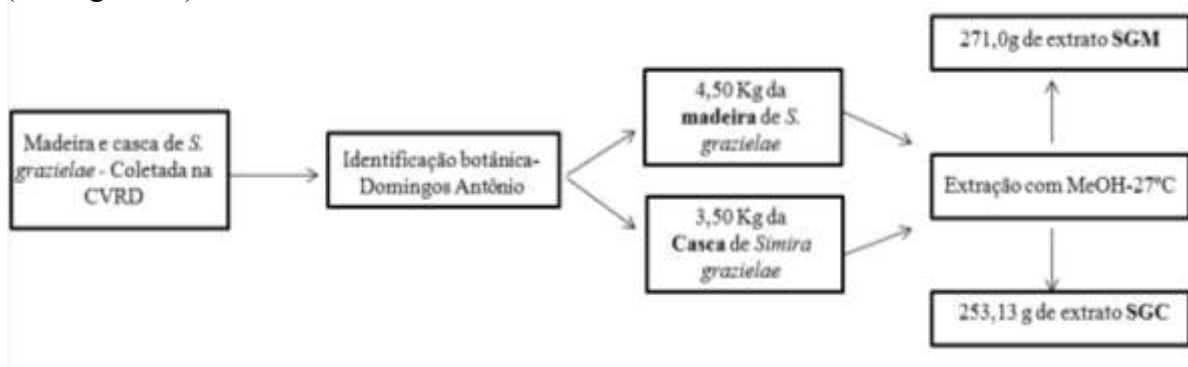 Madeira e casca de S.
grazielae - Coletada na
CVRD
Identificação botânica-
Domingos Antônio
4,50 Kg da
madeira de S.
grazielae
3,50 Kg da
Casca de Simira
grazielae
Extração com MeOH-27ºC
271,0g de extrato SGM
253,13 g de extrato SGC